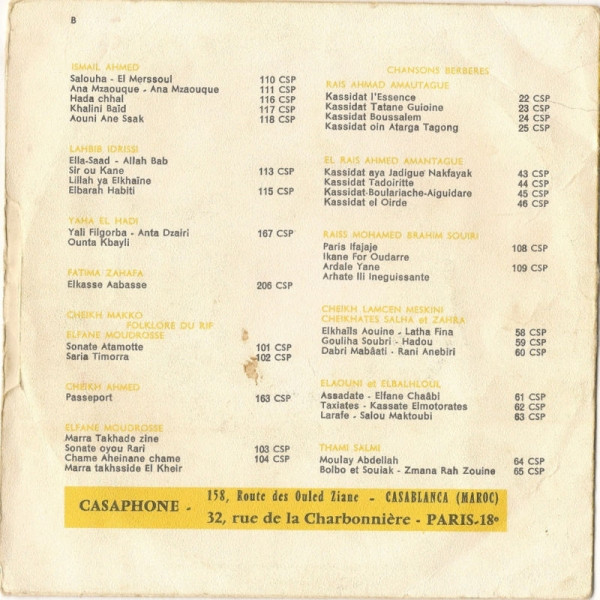 B
ISMAIL AHMED
Salouha - El Merssoul 110 CSP
Ana Mzaouque - Ana Mzaouque 111 CSP
Hada chhal 116 CSP
Khalini Baïd 117 CSP
Aouni Ane Ssak 118 CSP
LAHBIB IDRISSI
Ella-Saad - Allah Bab
Sir ou Kane 113 CSP
Lillah ya Elkhaïne
Elbarah Habiti 115 CSP
YAHA EL HADI
Yali Filgorba - Anta Dzairi 167 CSP
Ounta Kbayli
FATIMA ZAHAFA
Elkasse Aabasse 206 CSP
CHEIKH MAKKO
FOLKLORE DU RIF
ELFANE MOUDROSSE
Sonate Atamotte 101 CSP
Saria Timorra 102 CSP
CHEIKH AHMED
Passeport 163 CSP
ELFANE MOUDROSSE
Marra Takhade zine
Sonate oyou Rari 103 CSP
Chame Aheinane chame 104 CSP
Marra takhsside El Kheir
CHANSONS BERBERES
RAIS AHMAD AMAUTAGUE
Kassidat l'Essence 22 CSP
Kassidat Tatane Guioine 23 CSP
Kassidat Boussalem 24 CSP
Kassidat oin Atarga Tagong 25 CSP
EL RAIS AHMED AMANTAGUE
Kassidat aya Jadigue Nakfayak 43 CSP
Kassidat Tadoiritte 44 CSP
Kassidat-Boulariache-Aiguidare 45 CSP
Kassidat el Oirde 46 CSP
RAISS MOHAMED BRAHIM SOUIRI
Paris Ifajaje 108 CSP
Ikane For Oudarre
Ardale Yane 109 CSP
Arhate Ili Ineguissante
CHEIKH LAMCEN MESKINI
CHEIKHATES SALHA et ZAHRA
Elkhaïls Aouine - Latha Fina 58 CSP
Gouliha Soubri - Hadou 59 CSP
Dabri Mabâati - Rani Anebiri 60 CSP
ELAOUNI et ELBALHLOUL
Assadate - Elfane Chaâbi 61 CSP
Taxiates - Kassate Elmotorates 62 CSP
Larafe - Salou Maktoubi 63 CSP
THAMI SALMI
Moulay Abdellah 64 CSP
Bolbo et Souiak - Zmana Rah Zouine 65 CSP
CASAPHONE - 158, Route des Ouled Ziane - CASABLANCA (MAROC)
32, rue de la Charbonnière - PARIS-18e